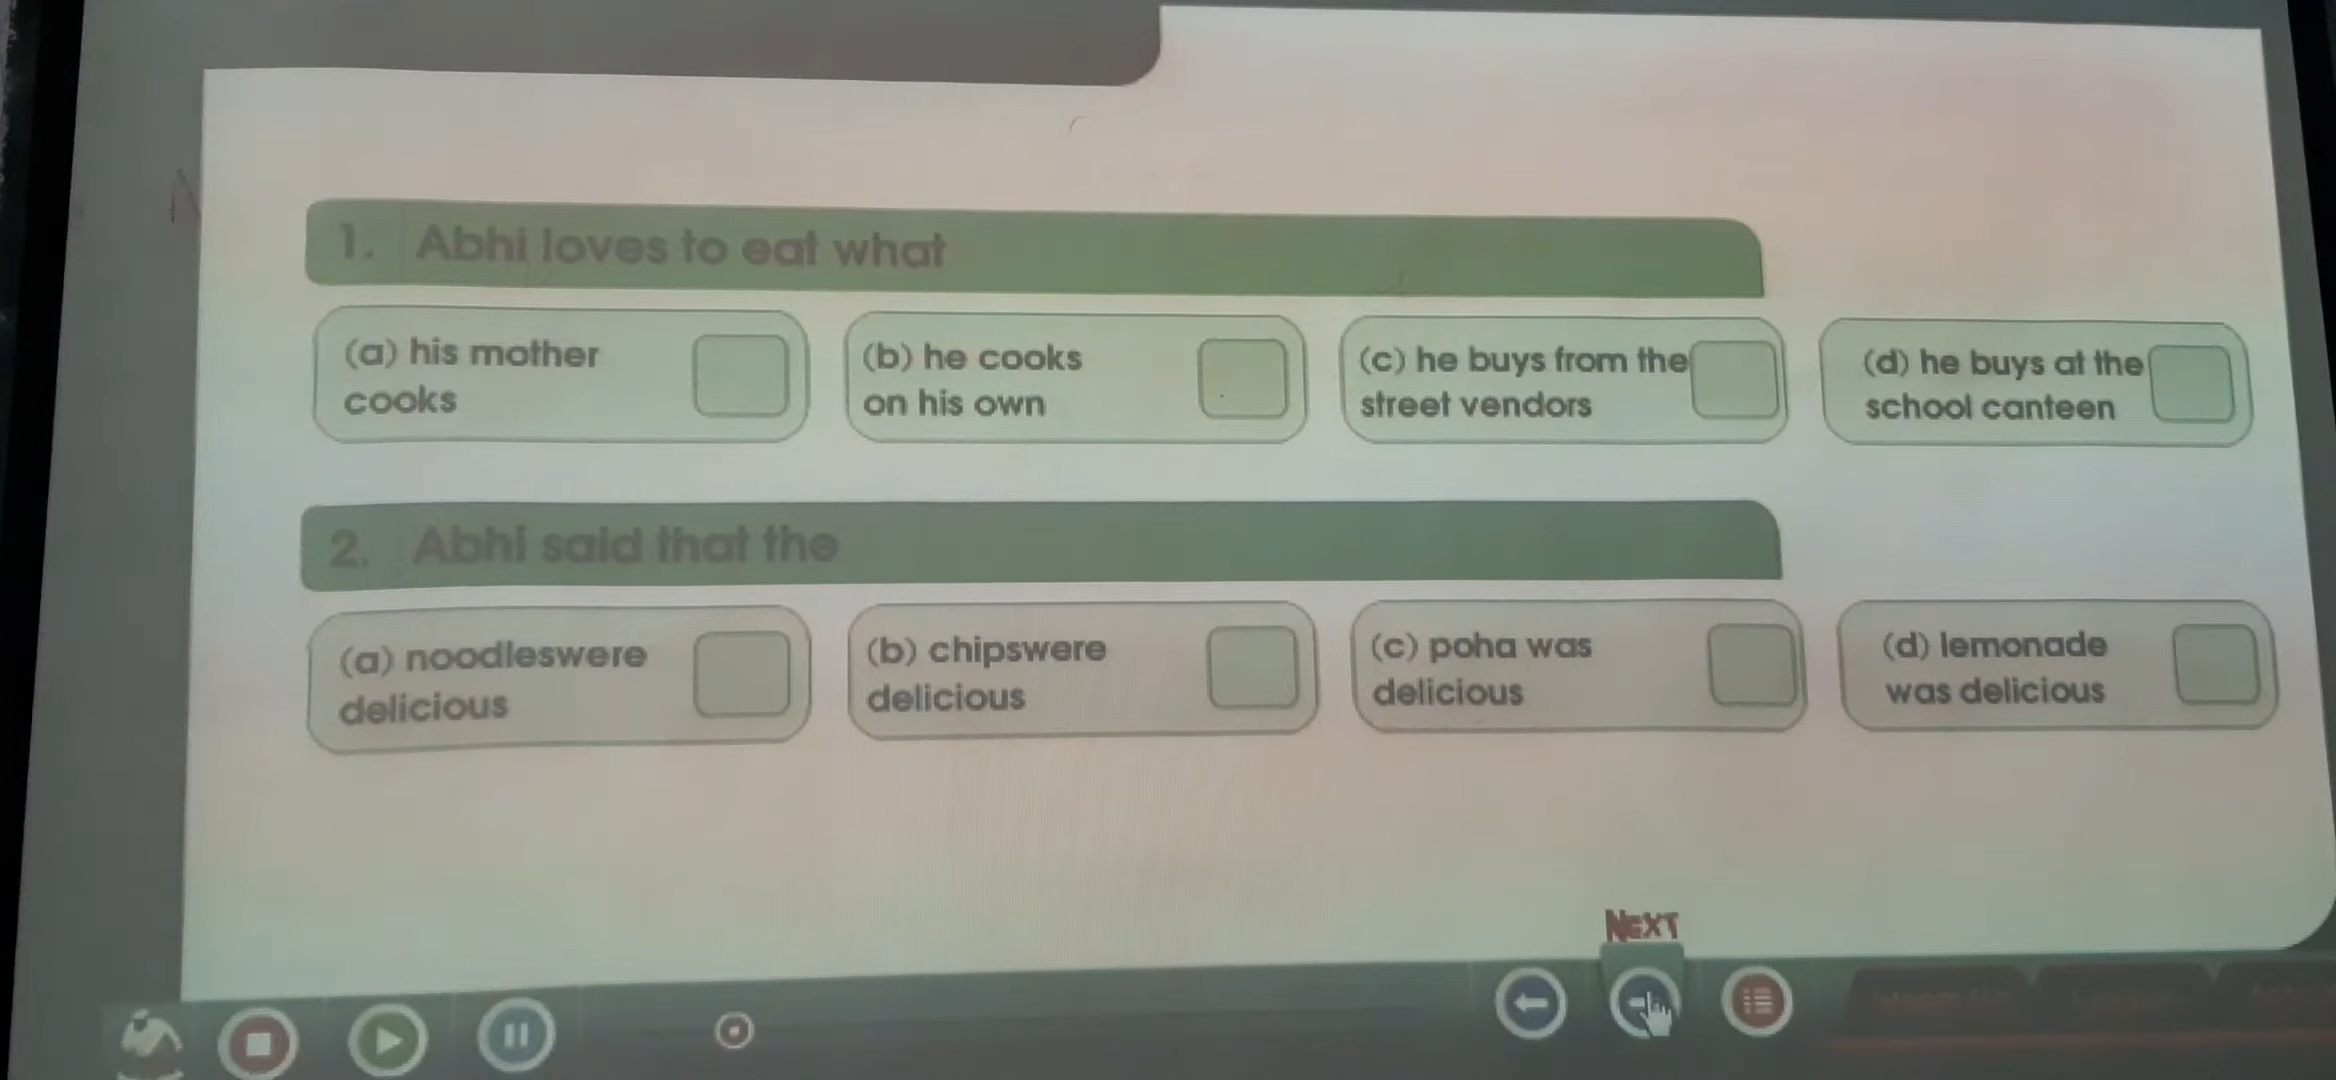 1. Abhi loves to eat what
(a) his mother
cooks
(b) he cooks
on his own
(c) he buys from the
street vendors
(d) he buys at the
school canteen
2. Abhi said that the
(a) noodleswere
delicious
(b) chipswere
delicious
(c) poha was
delicious
(d) lemonade
was delicious
NEXT